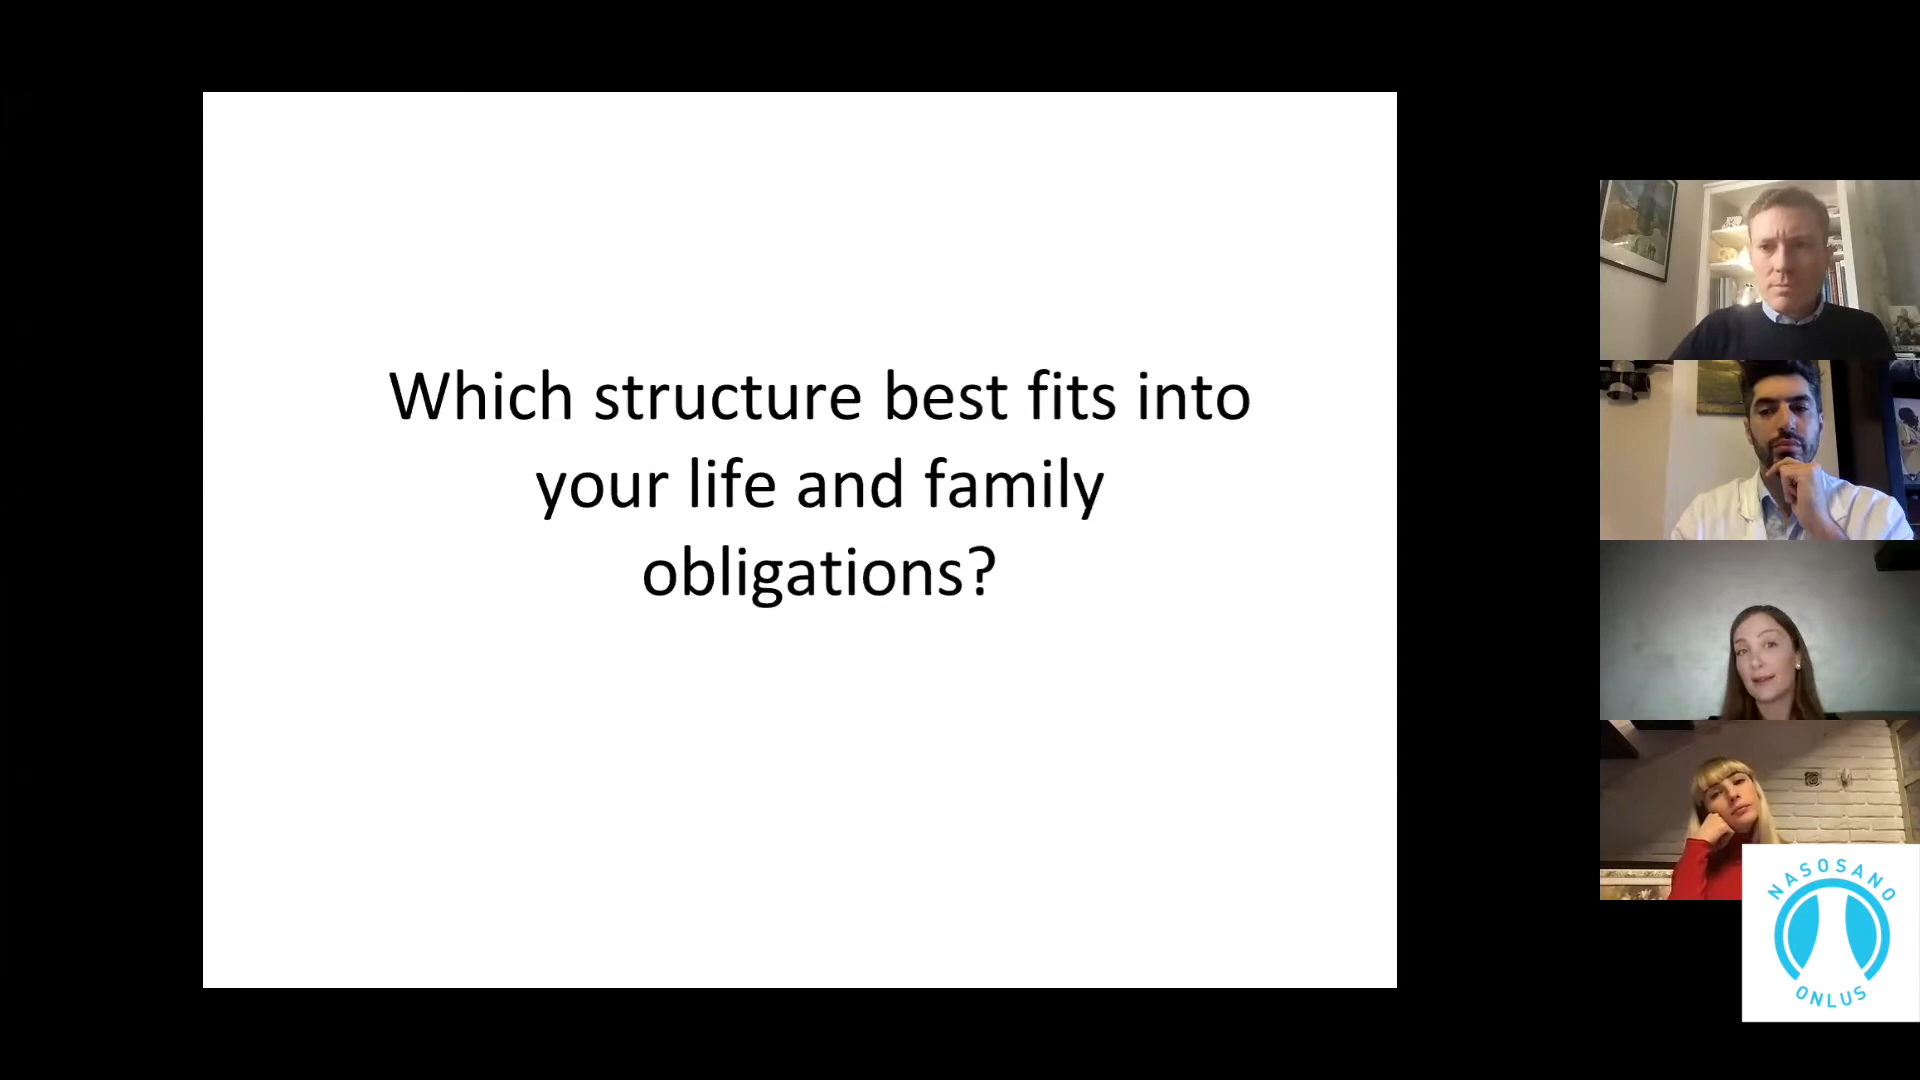 Which structure best fits into
your life and family
obligations?
NASOSANO
ONLUS